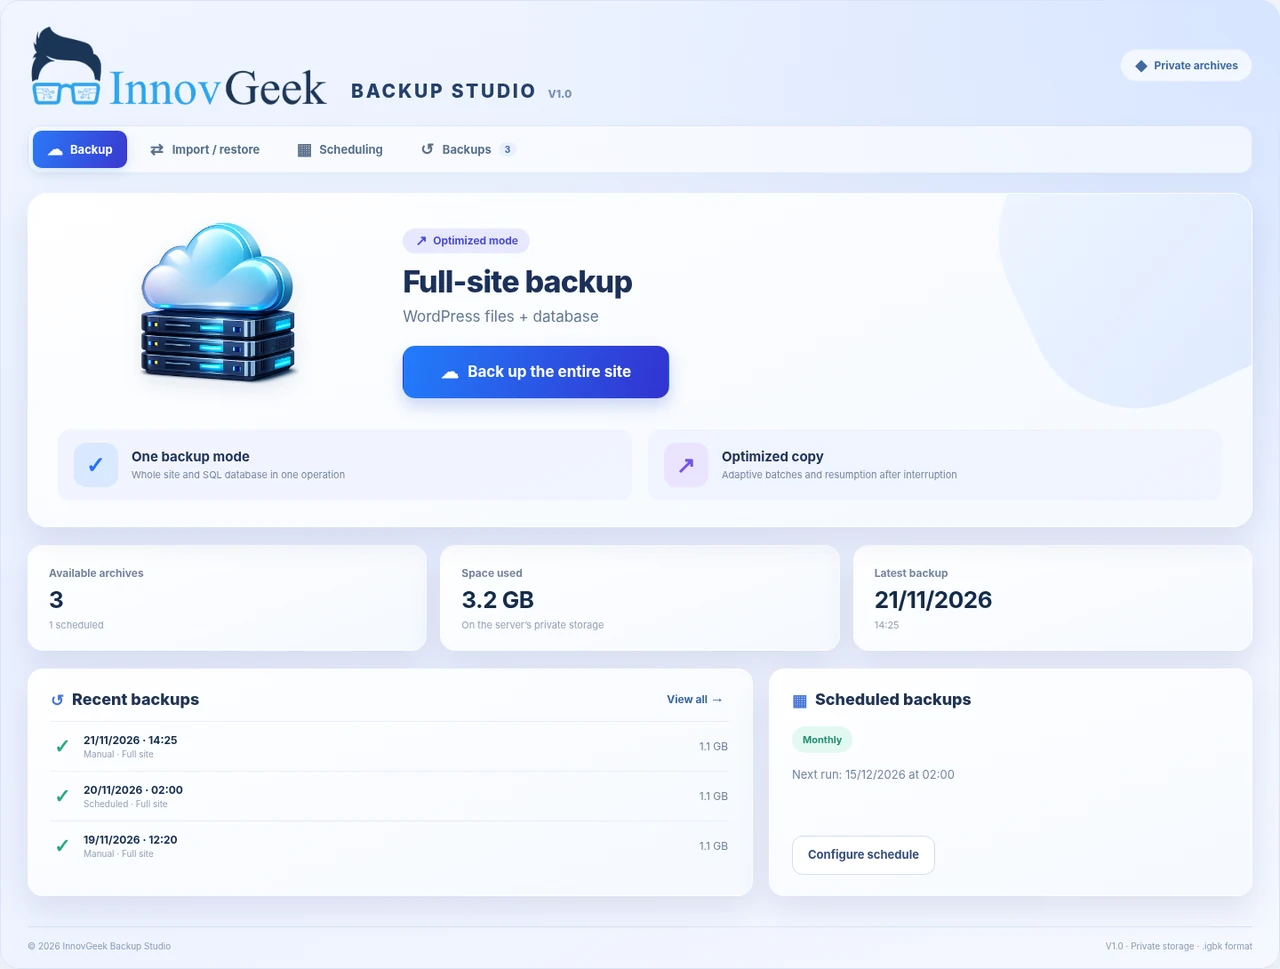 InnovGeek BACKUP STUDIO V1.0
Private archives
Backup
Import / restore
Scheduling
Backups 3
Optimized mode
Full-site backup
WordPress files + database
Back up the entire site
One backup mode
Whole site and SQL database in one operation
Optimized copy
Adaptive batches and resumption after interruption
Available archives
3
1 scheduled
Space used
3.2 GB
On the server's private storage
Latest backup
21/11/2026
14:25
Recent backups
View all →
21/11/2026 · 14:25
Manual · Full site
1.1 GB
20/11/2026 · 02:00
Scheduled · Full site
1.1 GB
19/11/2026 · 12:20
Manual · Full site
1.1 GB
Scheduled backups
Monthly
Next run: 15/12/2026 at 02:00
Configure schedule
© 2026 InnovGeek Backup Studio
V1.0 · Private storage · .igbk format